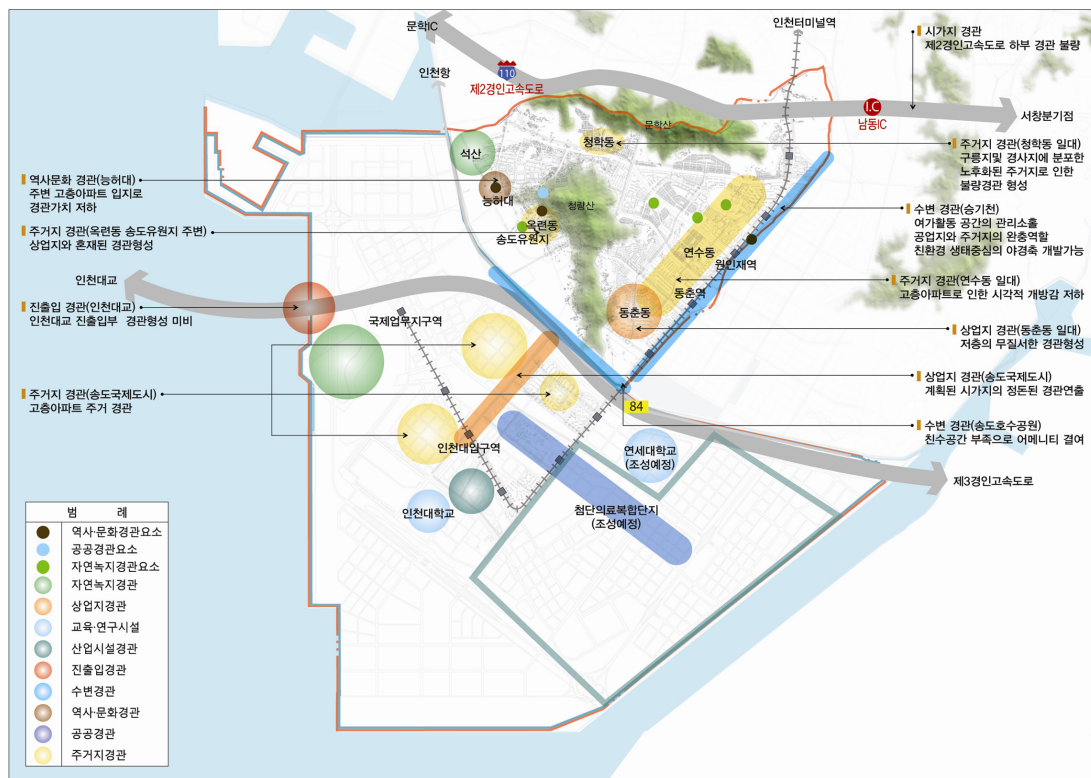 인천터미널역
문학IC
시가지 경관
제2경인고속도로 하부 경관 불량
인천항
110
제2경인고속도로
I.C
남동IC
서창분기점
문학산
청학동
석산
주거지 경관(청학동 일대)
구릉지및 경사지에 분포한
노후화된 주거지로 인한
불량경관 형성
역사문화 경관(능허대)
주변 고층아파트 입지로
경관가치 저하
능허대
청량산
옥련동
송도유원지
주거지 경관(옥련동 송도유원지 주변)
상업지와 혼재된 경관형성
수변 경관(승기천)
여가활동 공간의 관리소홀
공업지와 주거지의 완충역할
친환경 생태중심의 야경축 개발가능
연수동
원인재역
인천대교
동춘역
주거지 경관(연수동 일대)
고층아파트로 인한 시각적 개방감 저하
진출입 경관(인천대교)
인천대교 진출입부 경관형성 미비
국제업무지구역
동춘동
상업지 경관(동춘동 일대)
저층의 무질서한 경관형성
상업지 경관(송도국제도시)
계획된 시가지의 정돈된 경관연출
주거지 경관(송도국제도시)
고층아파트 주거 경관
84
수변 경관(송도호수공원)
친수공간 부족으로 어메니티 결여
인천대입구역
연세대학교
(조성예정)
제3경인고속도로
인천대학교
첨단의료복합단지
(조성예정)
범 례
역사·문화경관요소
공공경관요소
자연녹지경관요소
자연녹지경관
상업지경관
교육·연구시설
산업시설경관
진출입경관
수변경관
역사·문화경관
공공경관
주거지경관